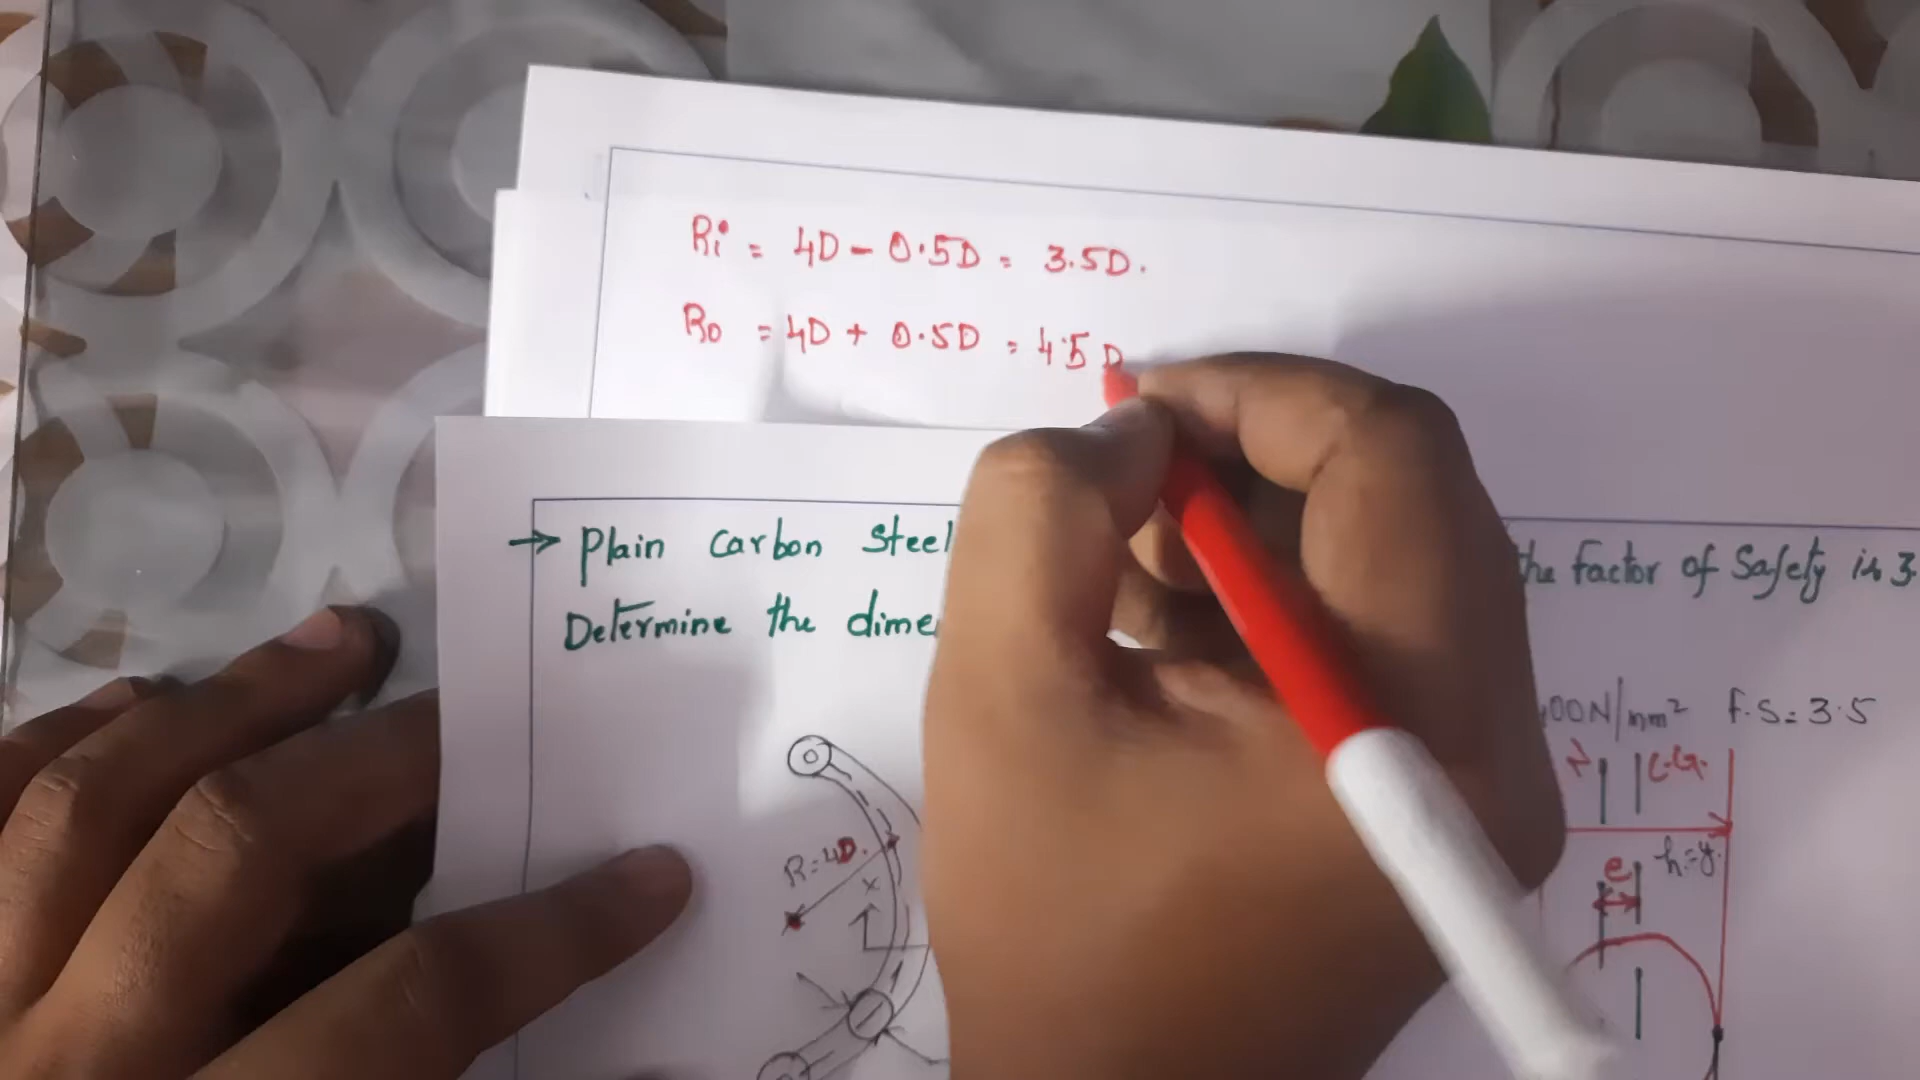 Ri = 4D - 0.5D = 3.5D.
Ro = 4D + 0.5D = 4.5D
→ Plain carbon steel the factor of Safety is 3.
Determine the
00N/mm² f.S = 3.5
C.G.
R=4D.
h=y.
e
x